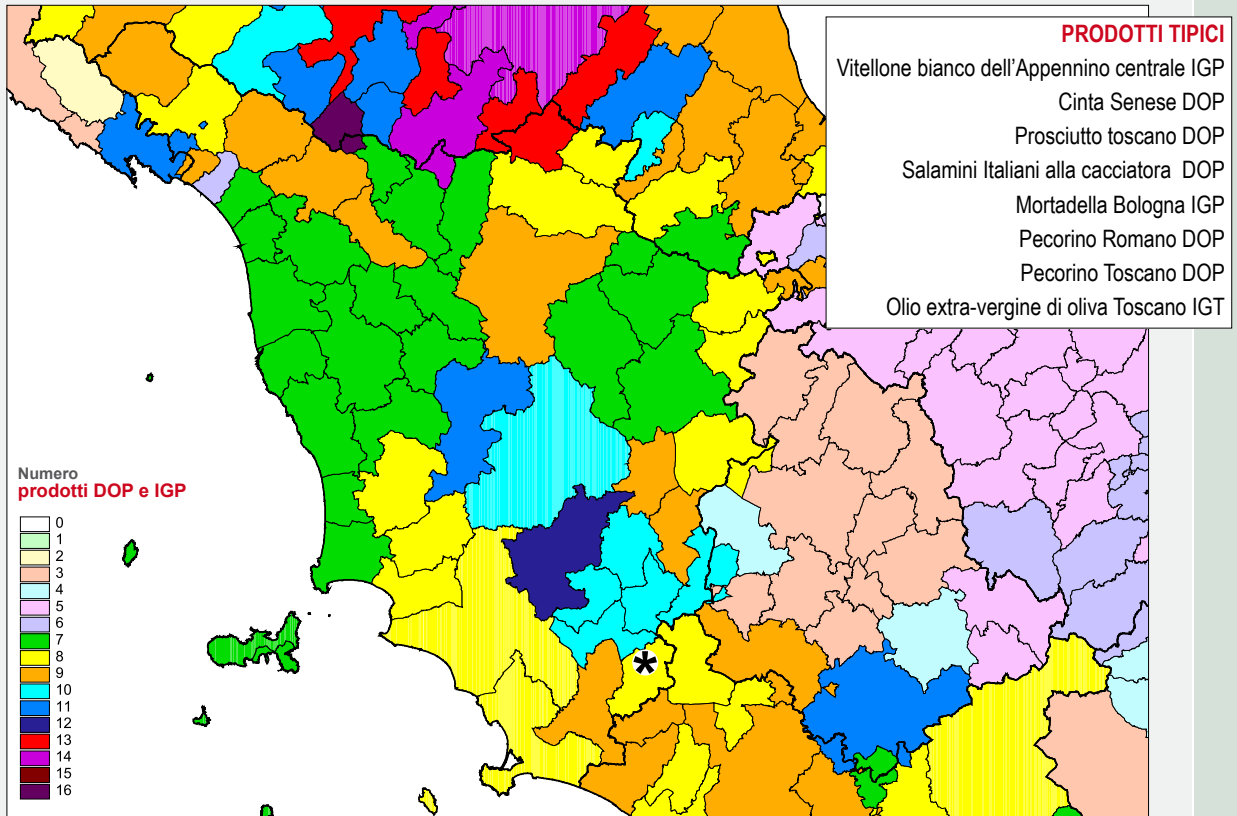 PRODOTTI TIPICI
Vitellone bianco dell'Appennino centrale IGP
Cinta Senese DOP
Prosciutto toscano DOP
Salamini Italiani alla cacciatora DOP
Mortadella Bologna IGP
Pecorino Romano DOP
Pecorino Toscano DOP
Olio extra-vergine di oliva Toscano IGT
*
Numero
prodotti DOP e IGP
0
1
2
3
4
5
6
7
8
9
10
11
12
13
14
15
16